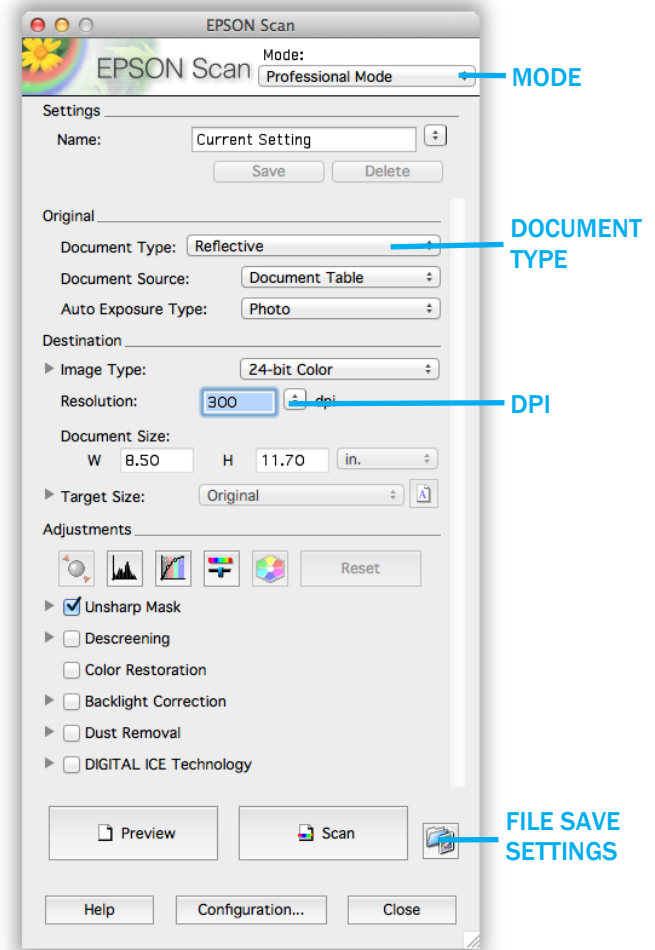 EPSON Scan
EPSON Scan
Mode:
Professional Mode
MODE
Settings
Name: Current Setting
Save Delete
Original
Document Type: Reflective
DOCUMENT
TYPE
Document Source: Document Table
Auto Exposure Type: Photo
Destination
Image Type: 24-bit Color
Resolution: 300 dpi
DPI
Document Size:
W 8.50 H 11.70 in.
Target Size: Original A
Adjustments
Reset
Unsharp Mask
Descreening
Color Restoration
Backlight Correction
Dust Removal
DIGITAL ICE Technology
Preview Scan
FILE SAVE
SETTINGS
Help Configuration... Close